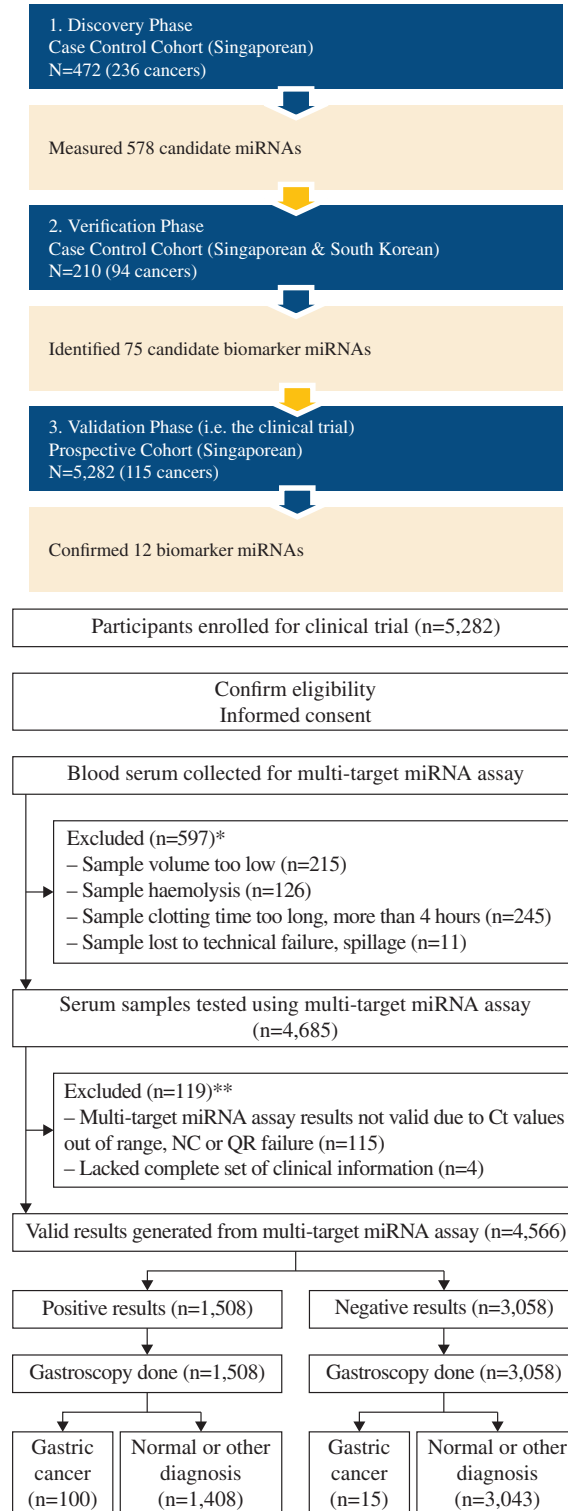 1. Discovery Phase
Case Control Cohort (Singaporean)
N=472 (236 cancers)
Measured 578 candidate miRNAs
2. Verification Phase
Case Control Cohort (Singaporean & South Korean)
N=210 (94 cancers)
Identified 75 candidate biomarker miRNAs
3. Validation Phase (i.e. the clinical trial)
Prospective Cohort (Singaporean)
N=5,282 (115 cancers)
Confirmed 12 biomarker miRNAs
Participants enrolled for clinical trial (n=5,282)
Confirm eligibility
Informed consent
Blood serum collected for multi-target miRNA assay
Excluded (n=597)*
– Sample volume too low (n=215)
– Sample haemolysis (n=126)
– Sample clotting time too long, more than 4 hours (n=245)
– Sample lost to technical failure, spillage (n=11)
Serum samples tested using multi-target miRNA assay
(n=4,685)
Excluded (n=119)**
– Multi-target miRNA assay results not valid due to Ct values
out of range, NC or QR failure (n=115)
– Lacked complete set of clinical information (n=4)
Valid results generated from multi-target miRNA assay (n=4,566)
Positive results (n=1,508)
Negative results (n=3,058)
Gastroscopy done (n=1,508)
Gastroscopy done (n=3,058)
Gastric
cancer
(n=100)
Normal or other
diagnosis
(n=1,408)
Gastric
cancer
(n=15)
Normal or other
diagnosis
(n=3,043)